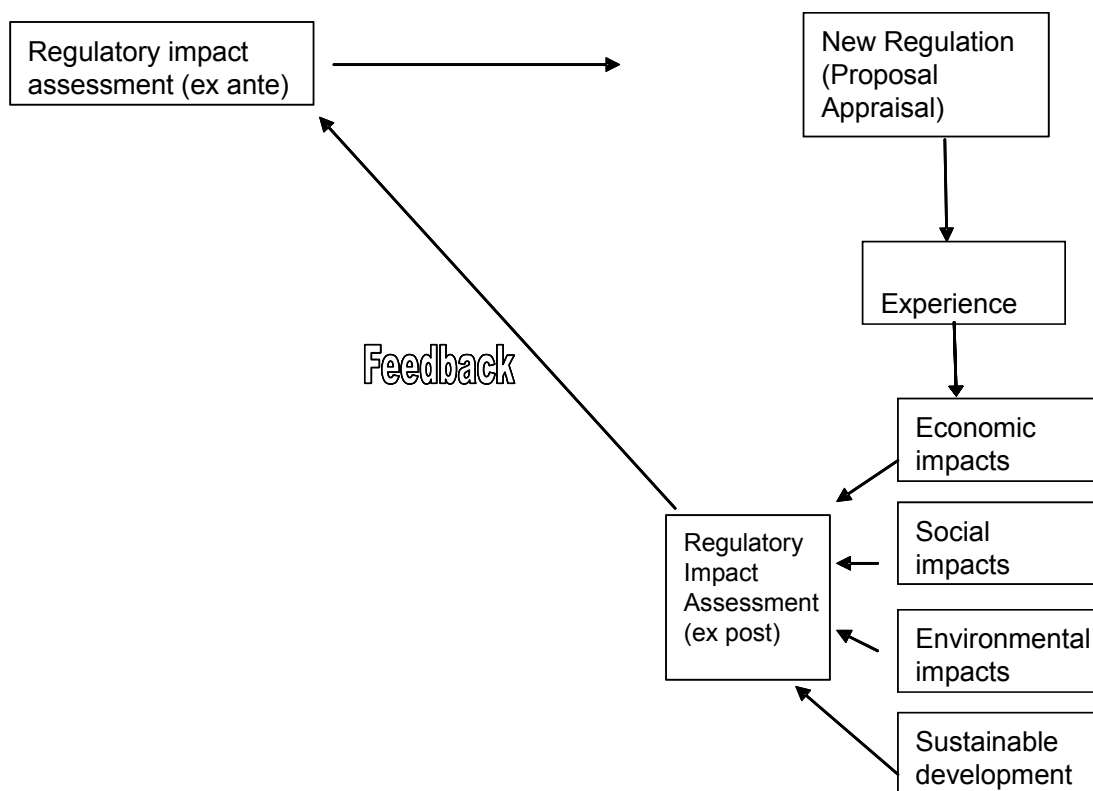 Regulatory impact
assessment (ex ante)
New Regulation
(Proposal
Appraisal)
Experience
Feedback
Economic
impacts
Regulatory
Impact
Assessment
(ex post)
Social
impacts
Environmental
impacts
Sustainable
development